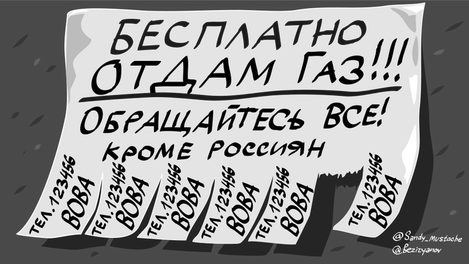 БЕСПЛАТНО
ОТДАМ ГАЗ!!!
ОБРАЩАЙТЕСЬ ВСЕ!
КРОМЕ РОССИЯН
ТЕЛ. 123456
ВОВА
ТЕЛ. 123456
ВОВА
ТЕЛ. 123456
ВОВА
ТЕЛ. 123456
ВОВА
ТЕЛ. 123456
ВОВА
ТЕЛ. 123456
ВОВА
@Sandy_mustache
@Bezizyanov